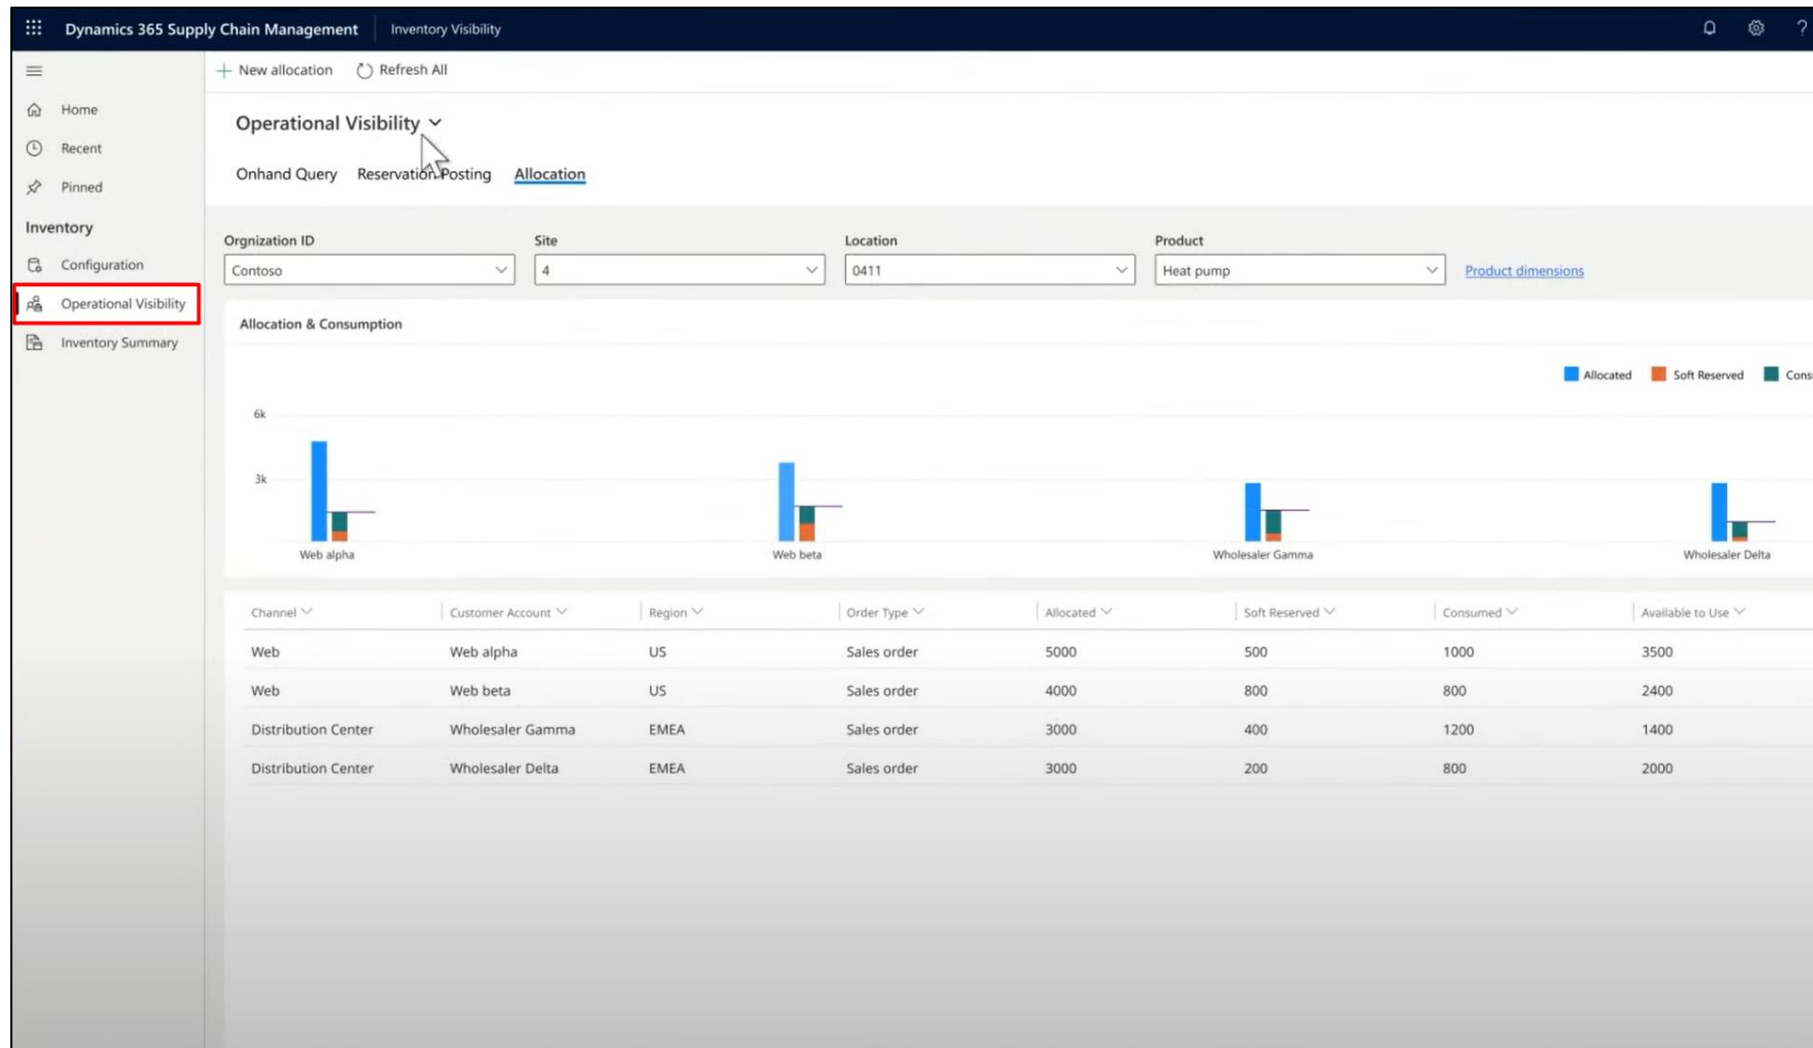 Dynamics 365 Supply Chain Management Inventory Visibility ?
New allocation Refresh All
Home
Recent
Pinned
Inventory
Configuration
Operational Visibility
Inventory Summary
Operational Visibility
Onhand Query Reservation Posting Allocation
Orgnization ID Site Location Product
Contoso 4 0411 Heat pump Product dimensions
Allocation & Consumption
Allocated Soft Reserved Cons
6k
3k
Web alpha Web beta Wholesaler Gamma Wholesaler Delta
Channel Customer Account Region Order Type Allocated Soft Reserved Consumed Available to Use
Web Web alpha US Sales order 5000 500 1000 3500
Web Web beta US Sales order 4000 800 800 2400
Distribution Center Wholesaler Gamma EMEA Sales order 3000 400 1200 1400
Distribution Center Wholesaler Delta EMEA Sales order 3000 200 800 2000